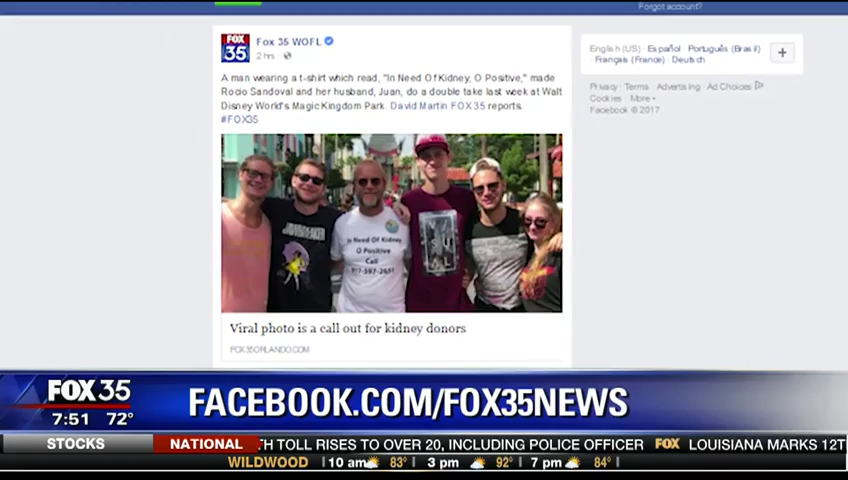 Forgot account?
FOX 35
Fox 35 WOFL
2 hrs
A man wearing a t-shirt which read, "In Need Of Kidney, O Positive," made
Rocio Sandoval and her husband, Juan, do a double take last week at Walt
Disney World's Magic Kingdom Park. David Martin FOX 35 reports.
#FOX35
In Need Of Kidney
O Positive
Call
Viral photo is a call out for kidney donors
FOX35ORLANDO.COM
English (US) · Español · Português (Brasil)
· Français (France) · Deutsch
+
Privacy · Terms · Advertising · Ad Choices
Cookies · More
Facebook © 2017
FOX 35
7:51 72°
FACEBOOK.COM/FOX35NEWS
STOCKS NATIONAL TH TOLL RISES TO OVER 20, INCLUDING POLICE OFFICER FOX LOUISIANA MARKS 12T
WILDWOOD 10 am 83° 3 pm 92° 7 pm 84°